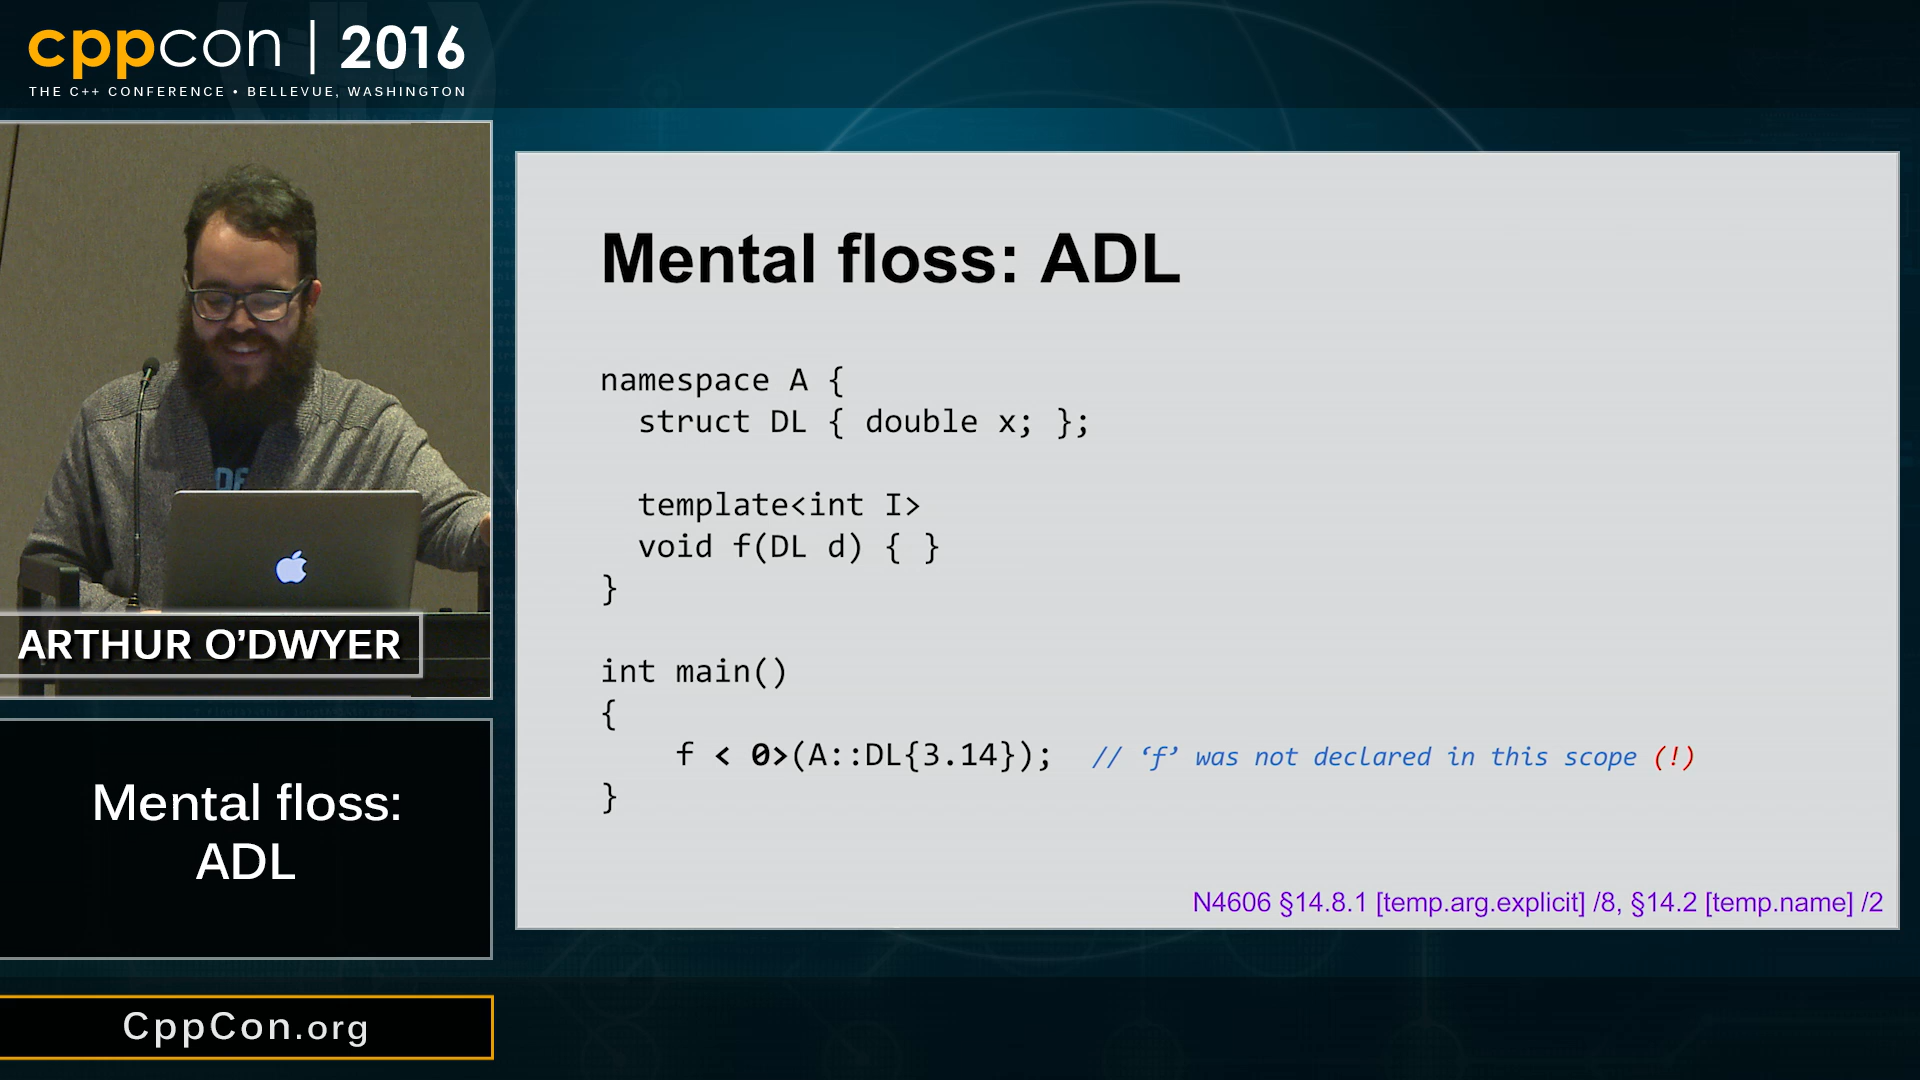 cppcon | 2016
THE C++ CONFERENCE • BELLEVUE, WASHINGTON
ARTHUR O’DWYER
Mental floss:
ADL
CppCon.org
Mental floss: ADL
namespace A {
  struct DL { double x; };
  template<int I>
  void f(DL d) { }
}
int main()
{
    f < 0>(A::DL{3.14});  // ‘f’ was not declared in this scope (!)
}
N4606 §14.8.1 [temp.arg.explicit] /8, §14.2 [temp.name] /2